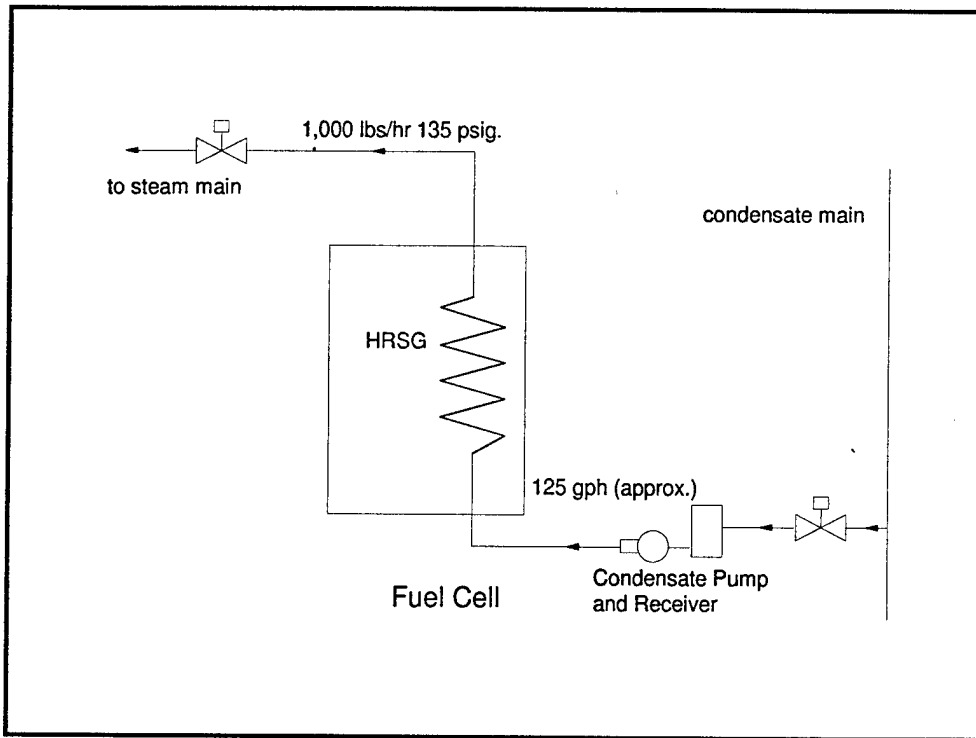 1,000 lbs/hr 135 psig.
to steam main
condensate main
HRSG
125 gph (approx.)
Condensate Pump
and Receiver
Fuel Cell